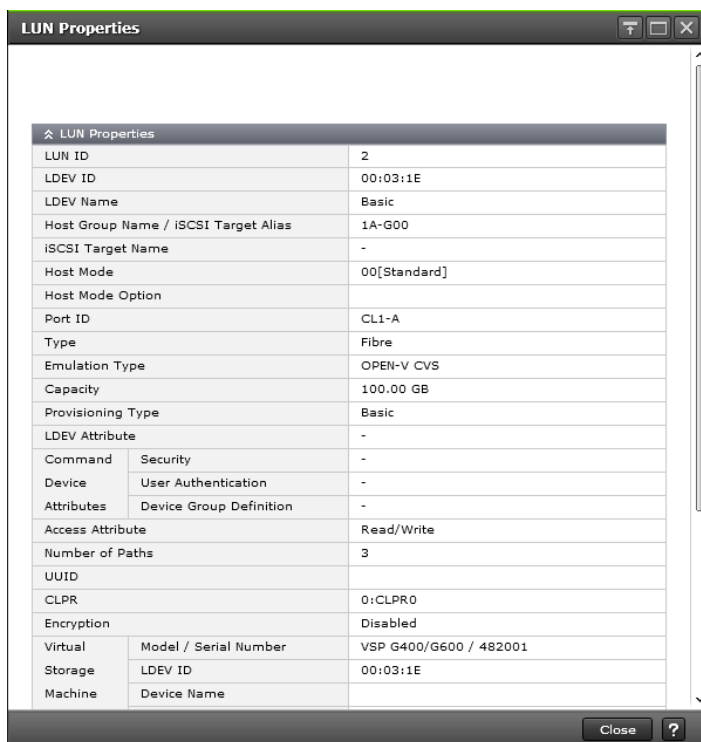 LUN Properties
LUN Properties
LUN ID 2
LDEV ID 00:03:1E
LDEV Name Basic
Host Group Name / iSCSI Target Alias 1A-G00
iSCSI Target Name -
Host Mode 00[Standard]
Host Mode Option
Port ID CL1-A
Type Fibre
Emulation Type OPEN-V CVS
Capacity 100.00 GB
Provisioning Type Basic
LDEV Attribute -
Command Security -
Device User Authentication -
Attributes Device Group Definition -
Access Attribute Read/Write
Number of Paths 3
UUID
CLPR 0:CLPR0
Encryption Disabled
Virtual Model / Serial Number VSP G400/G600 / 482001
Storage LDEV ID 00:03:1E
Machine Device Name
Close ?